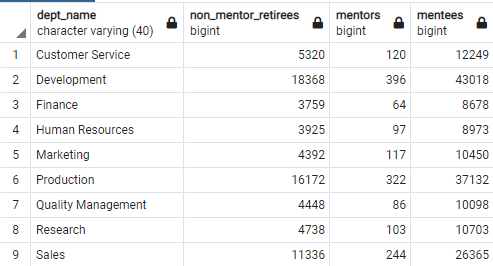 dept_name non_mentor_retirees mentors mentees
character varying (40) bigint bigint bigint
1 Customer Service 5320 120 12249
2 Development 18368 396 43018
3 Finance 3759 64 8678
4 Human Resources 3925 97 8973
5 Marketing 4392 117 10450
6 Production 16172 322 37132
7 Quality Management 4448 86 10098
8 Research 4738 103 10703
9 Sales 11336 244 26365